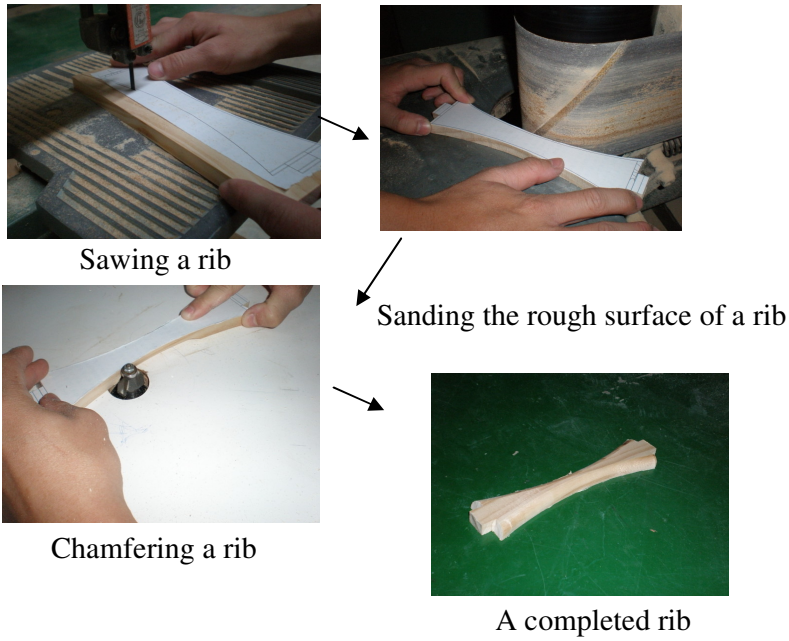 Sawing a rib
Sanding the rough surface of a rib
Chamfering a rib
A completed rib